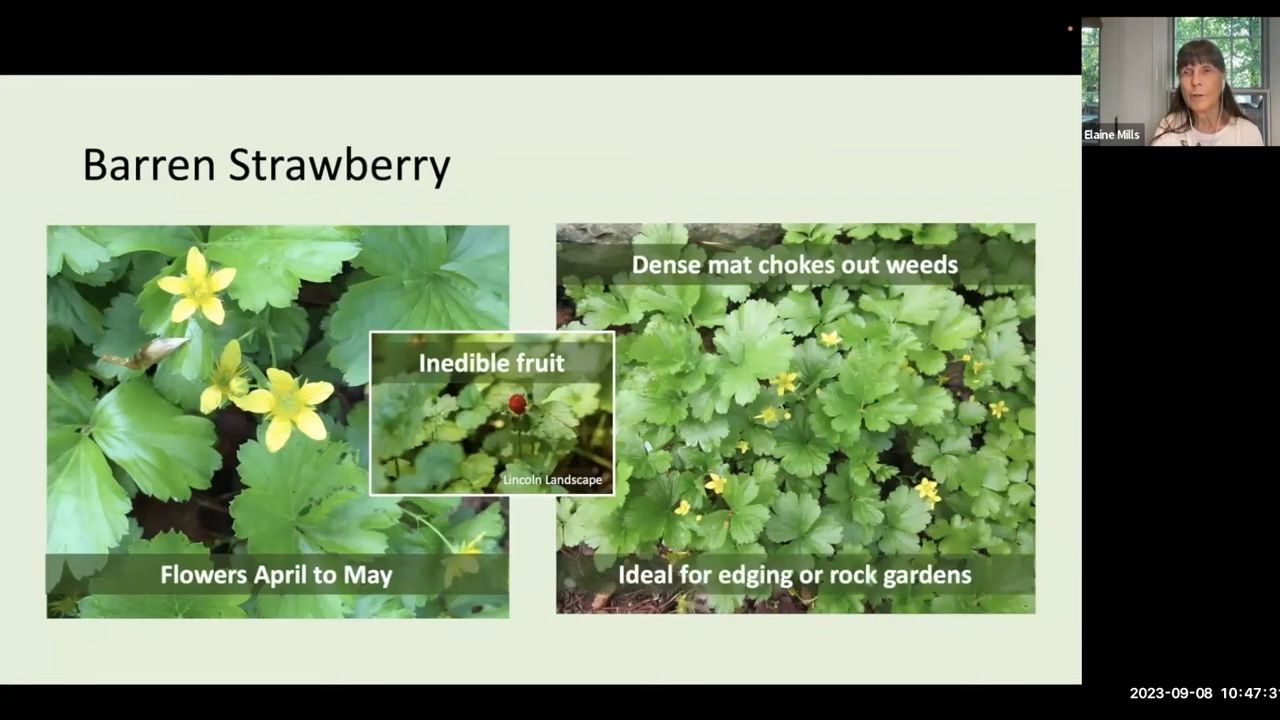 Elaine Mills
Barren Strawberry
Dense mat chokes out weeds
Inedible fruit
Lincoln Landscape
Flowers April to May
Ideal for edging or rock gardens
2023-09-08 10:47:3